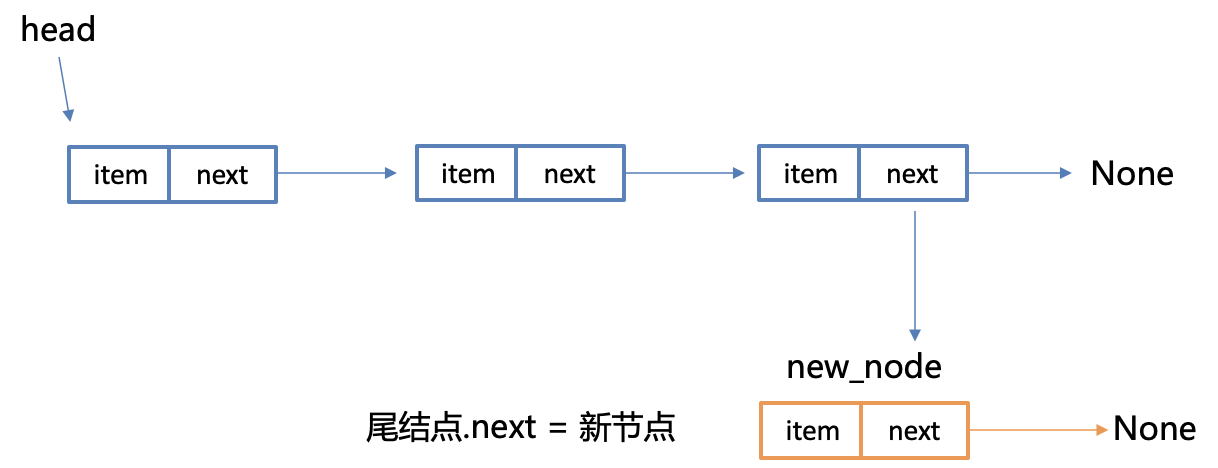 head
item next item next item next None
new_node
尾结点.next = 新节点
item next None